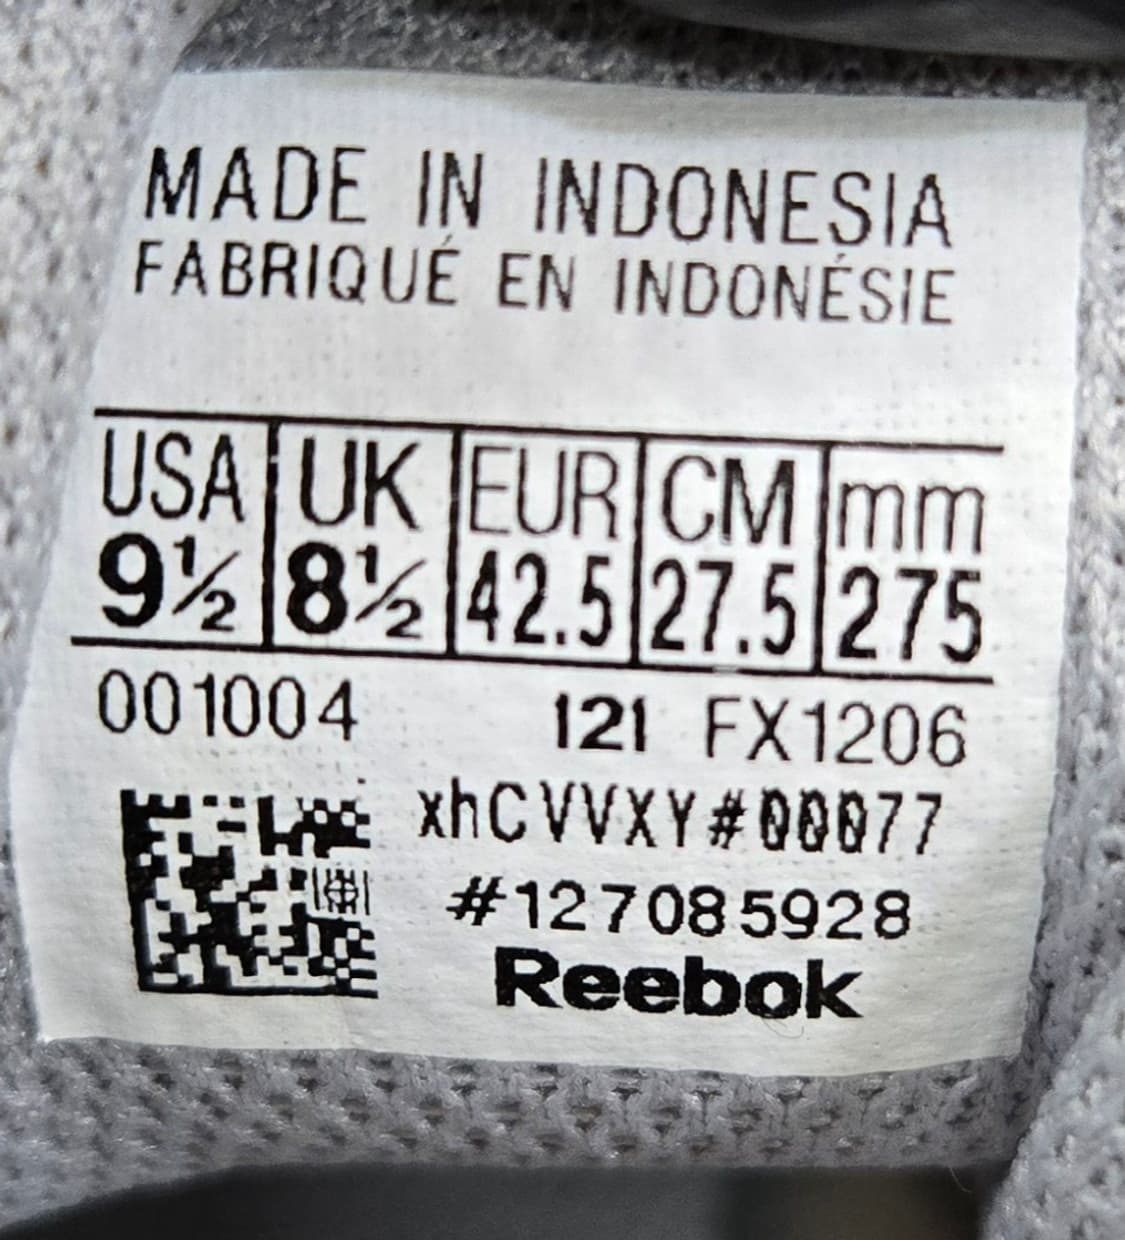 MADE IN INDONESIA
FABRIQUÉ EN INDONÉSIE
USA UK EUR CM mm
9½ 8½ 42.5 27.5 275
001004 121 FX1206
xhCVVXY#00077
#127085928
Reebok